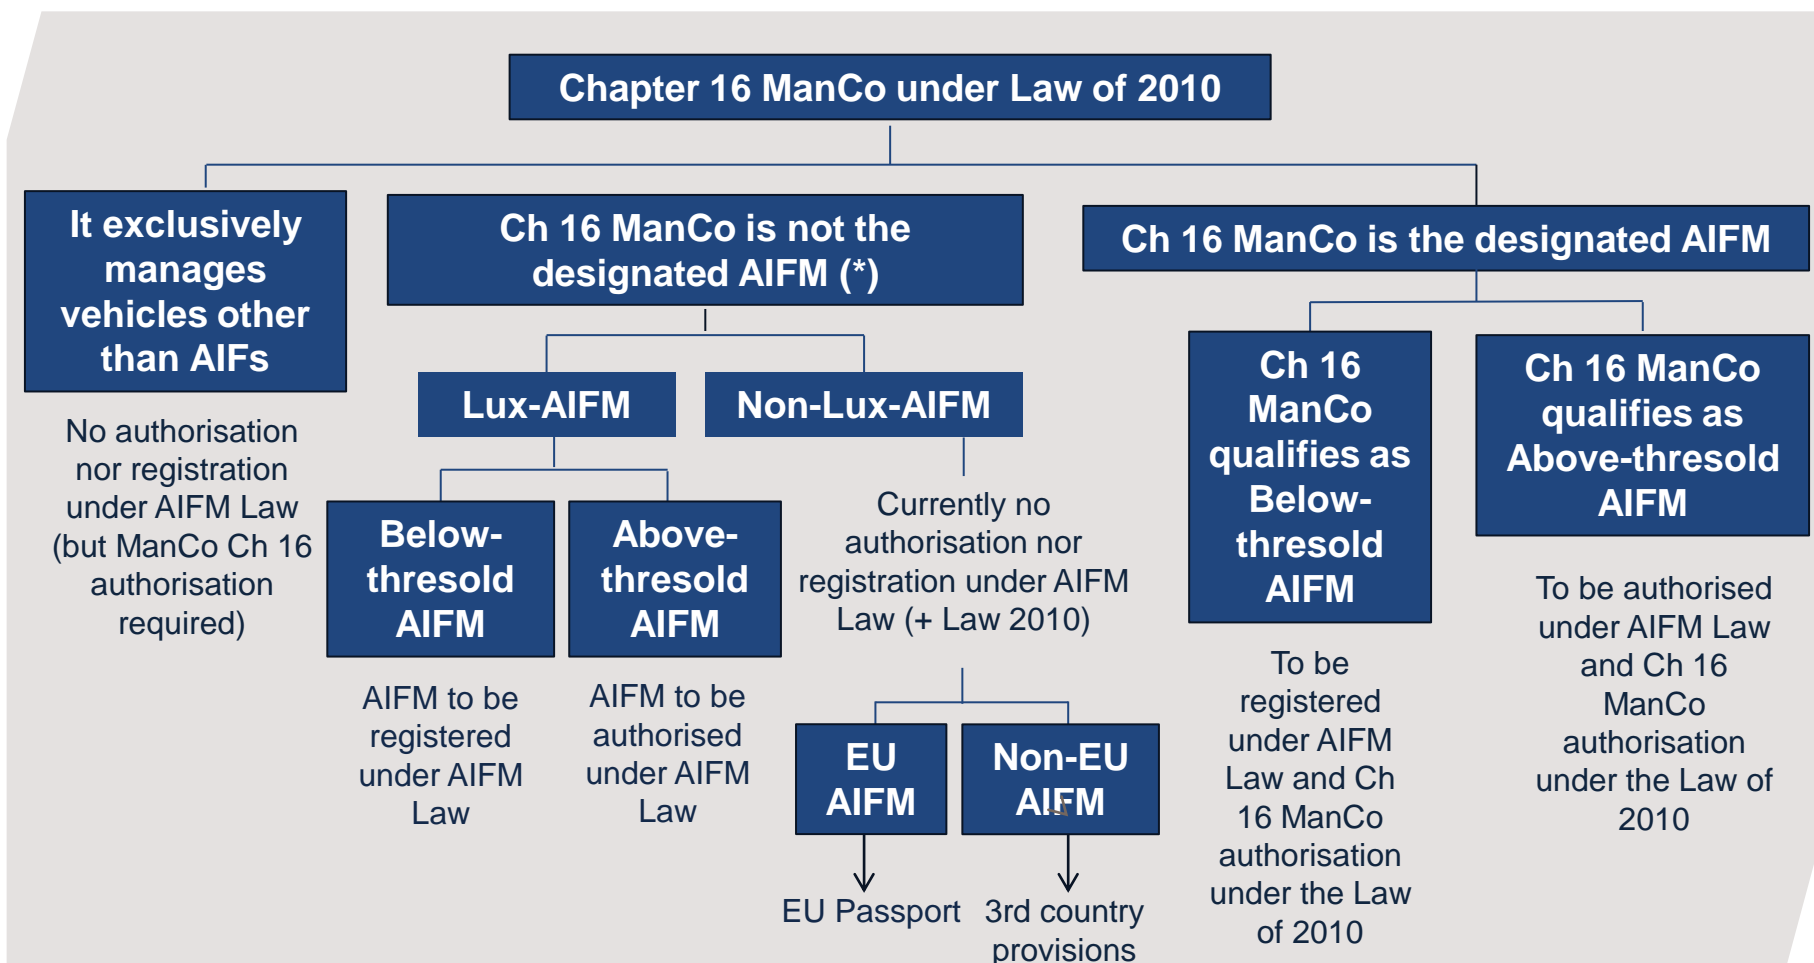 Chapter 16 ManCo under Law of 2010
It exclusively
manages
vehicles other
than AIFs
No authorisation
nor registration
under AIFM Law
(but ManCo Ch 16
authorisation
required)
Ch 16 ManCo is not the
designated AIFM (*)
Lux-AIFM
Below-
thresold
AIFM
AIFM to be
registered
under AIFM
Law
Above-
thresold
AIFM
AIFM to be
authorised
under AIFM
Law
Non-Lux-AIFM
Currently no
authorisation nor
registration under AIFM
Law (+ Law 2010)
EU
AIFM
EU Passport
Non-EU
AIFM
3rd country
provisions
Ch 16 ManCo is the designated AIFM
Ch 16
ManCo
qualifies as
Below-
thresold
AIFM
To be
registered
under AIFM
Law and Ch
16 ManCo
authorisation
under the Law
of 2010
Ch 16 ManCo
qualifies as
Above-thresold
AIFM
To be authorised
under AIFM Law
and Ch 16
ManCo
authorisation
under the Law of
2010